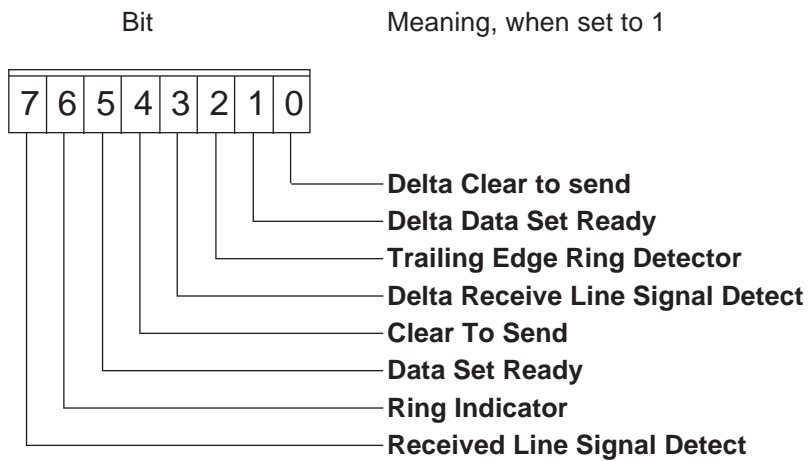 Bit Meaning, when set to 1
7 6 5 4 3 2 1 0
Delta Clear to send
Delta Data Set Ready
Trailing Edge Ring Detector
Delta Receive Line Signal Detect
Clear To Send
Data Set Ready
Ring Indicator
Received Line Signal Detect